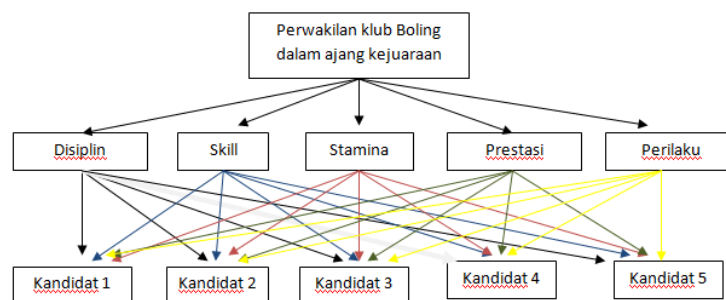 Perwakilan klub Boling
dalam ajang kejuaraan
Disiplin
Skill
Stamina
Prestasi
Perilaku
Kandidat 1
Kandidat 2
Kandidat 3
Kandidat 4
Kandidat 5